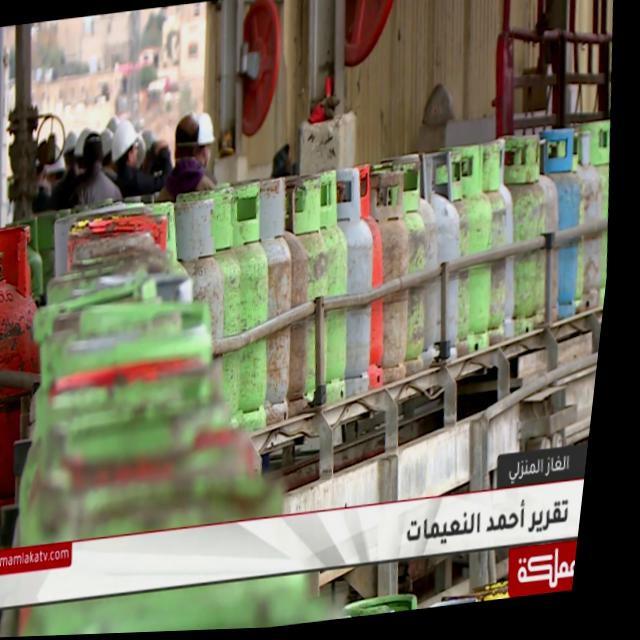 الغاز المنزلي
تقرير أحمد النعيمات
mamlakatv.com
مملكة